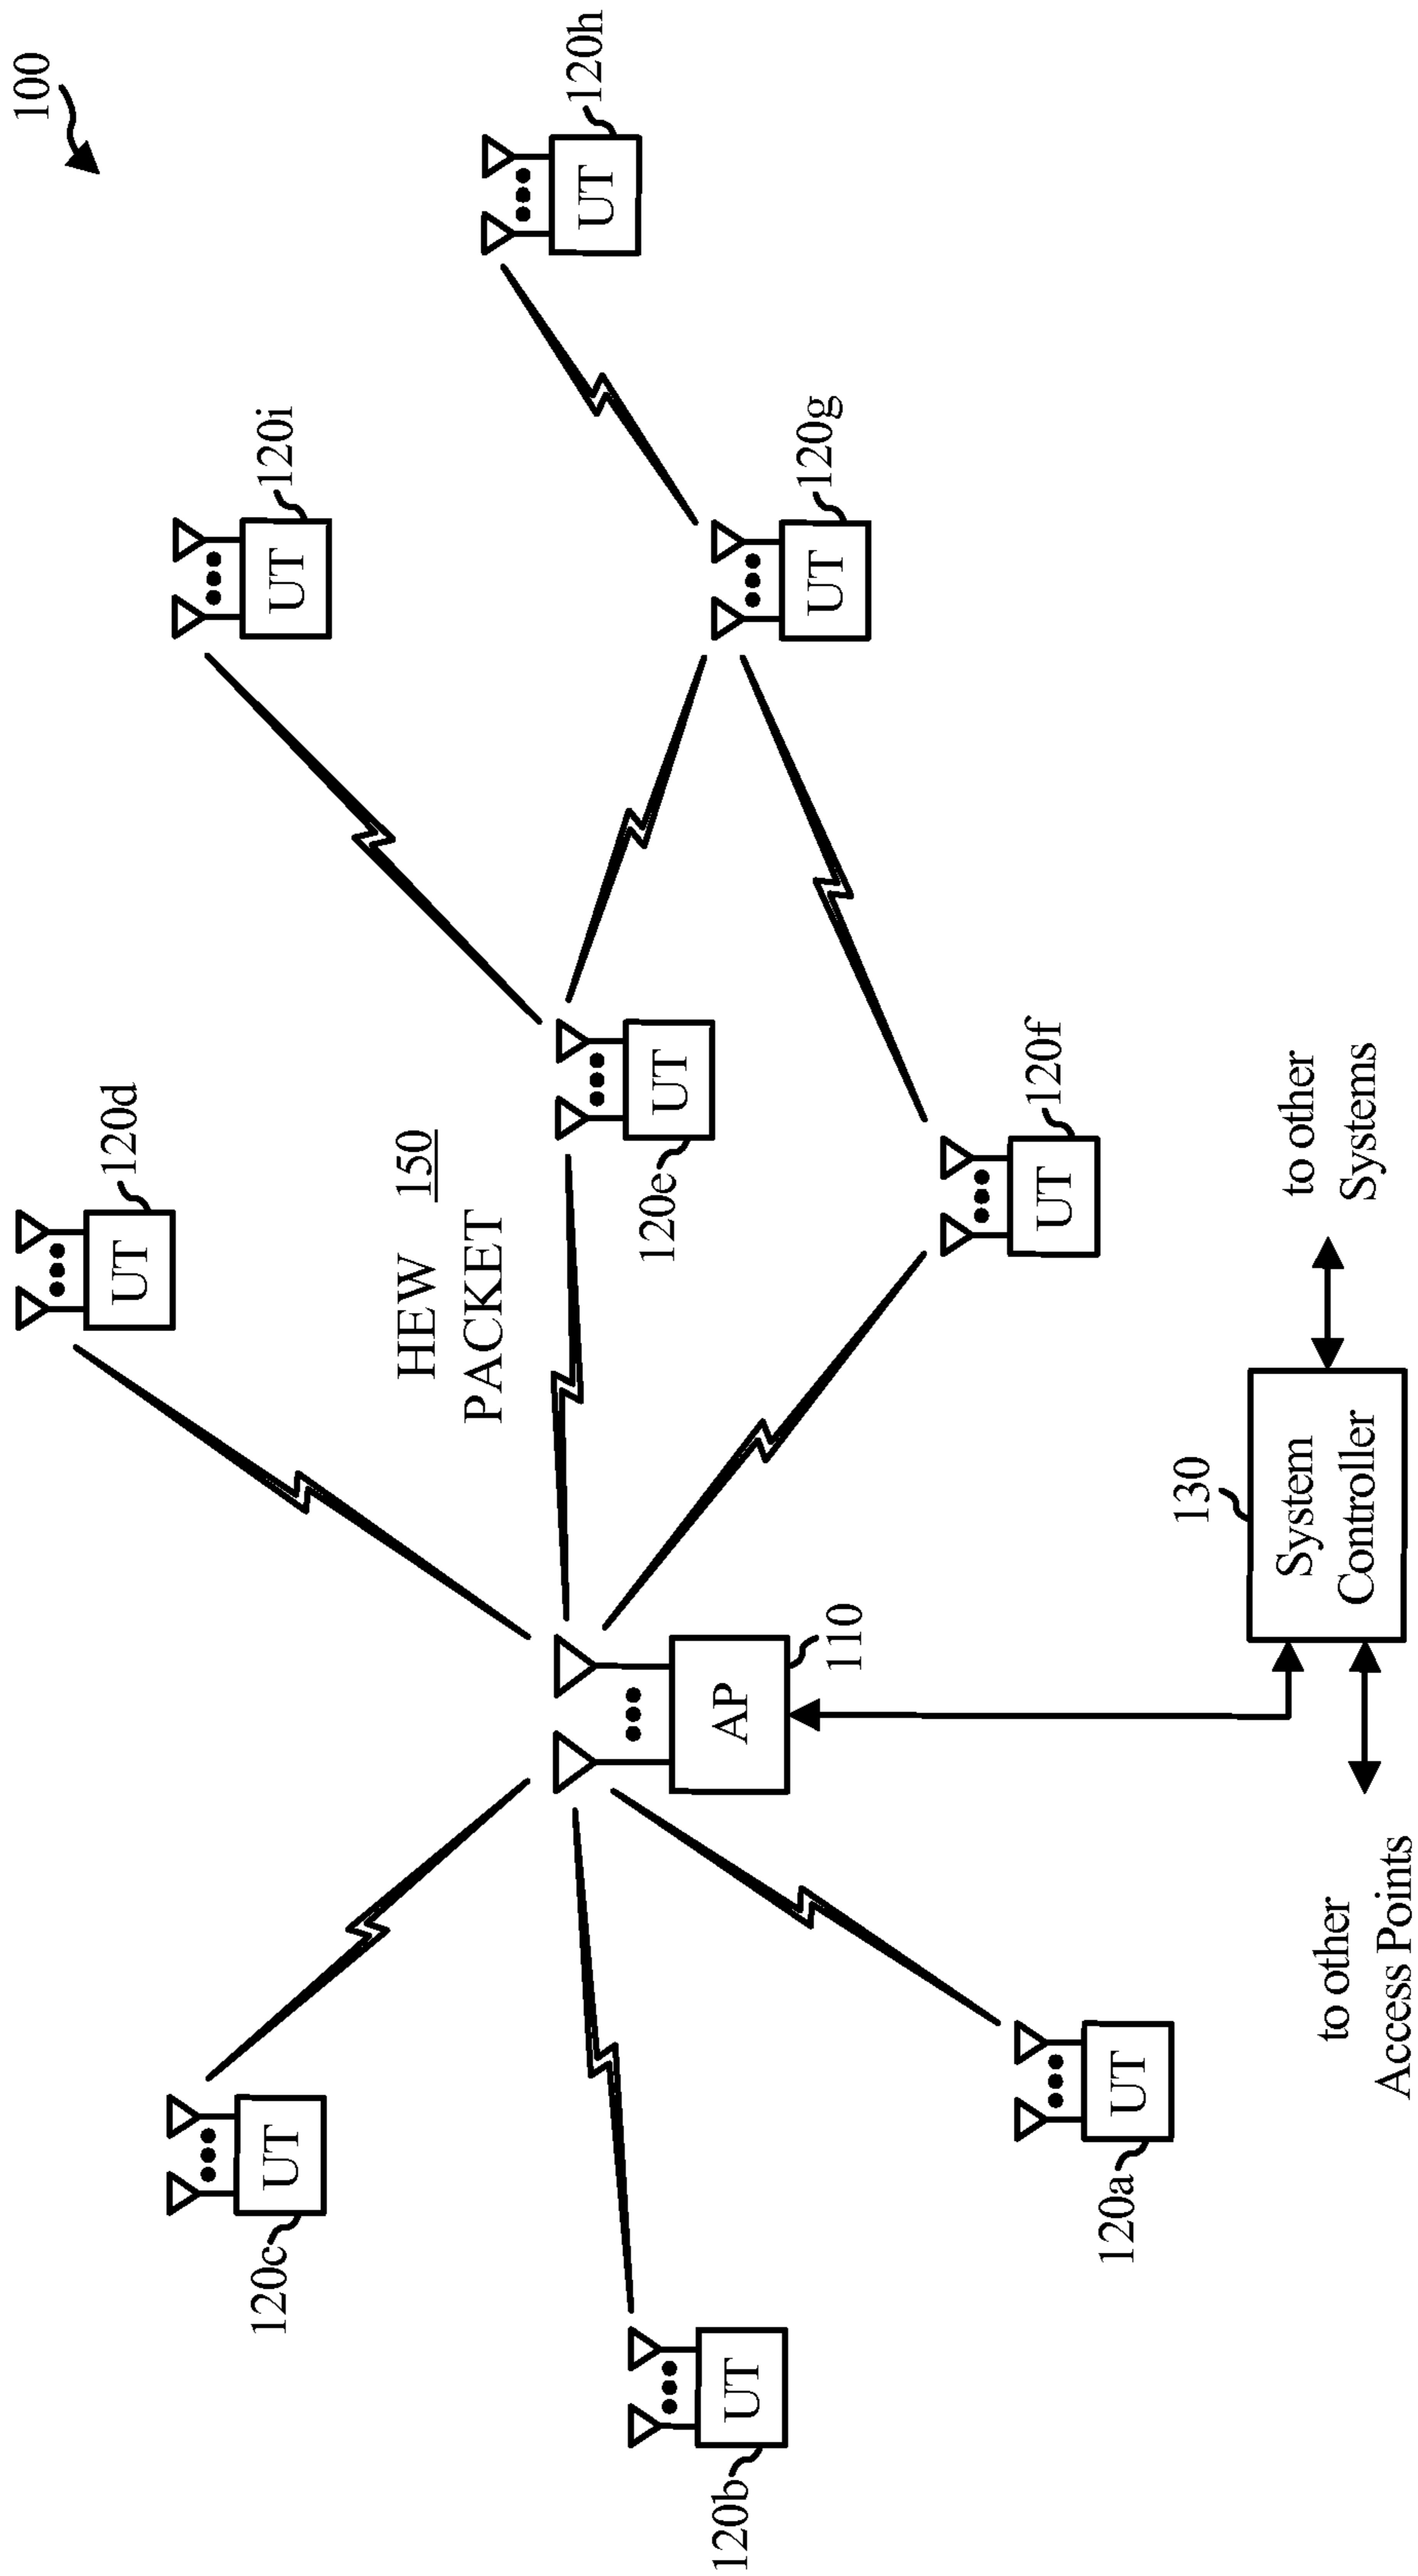 100
120d
UT
120i
UT
120c
UT
HEW 150
PACKET
120h
UT
120e
UT
120b
UT
AP
110
120g
UT
120f
UT
120a
UT
130
System
Controller
to other
Access Points
to other
Systems